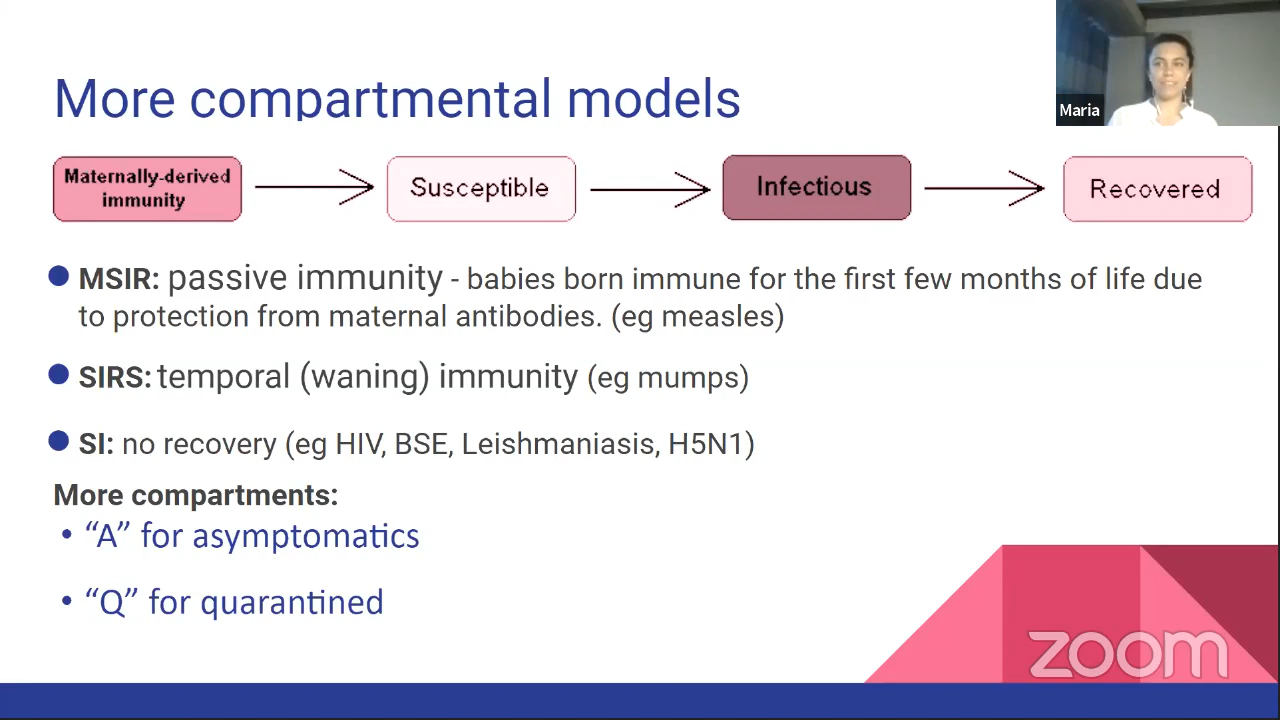 More compartmental models
Maria
Maternally-derived
immunity
Susceptible
Infectious
Recovered
MSIR: passive immunity - babies born immune for the first few months of life due
to protection from maternal antibodies. (eg measles)
SIRS: temporal (waning) immunity (eg mumps)
SI: no recovery (eg HIV, BSE, Leishmaniasis, H5N1)
More compartments:
• “A” for asymptomatics
• “Q” for quarantined
zoom